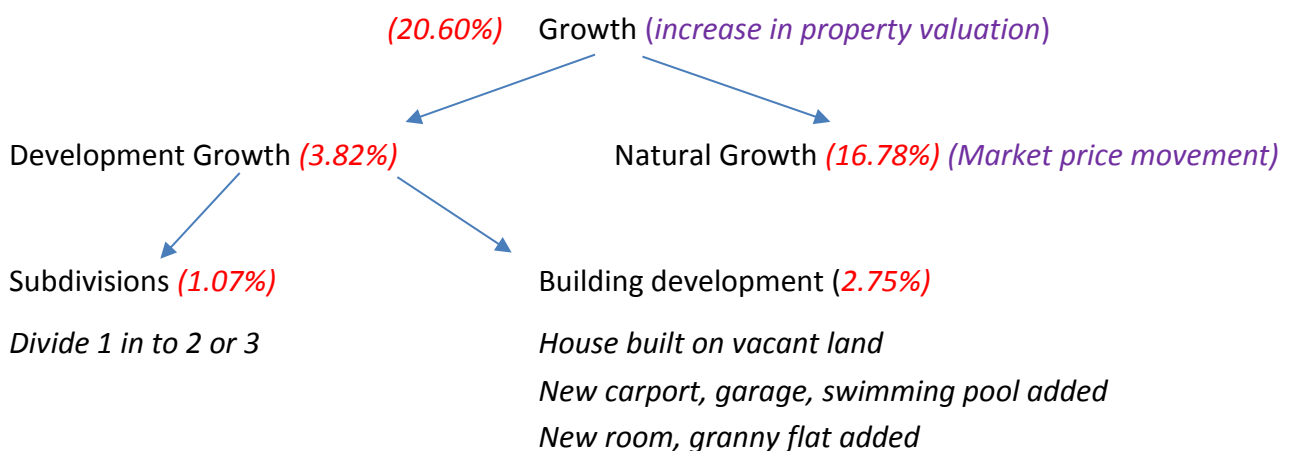 (20.60%) Growth (increase in property valuation)
Development Growth (3.82%) Natural Growth (16.78%) (Market price movement)
Subdivisions (1.07%) Building development (2.75%)
Divide 1 in to 2 or 3 House built on vacant land
New carport, garage, swimming pool added
New room, granny flat added